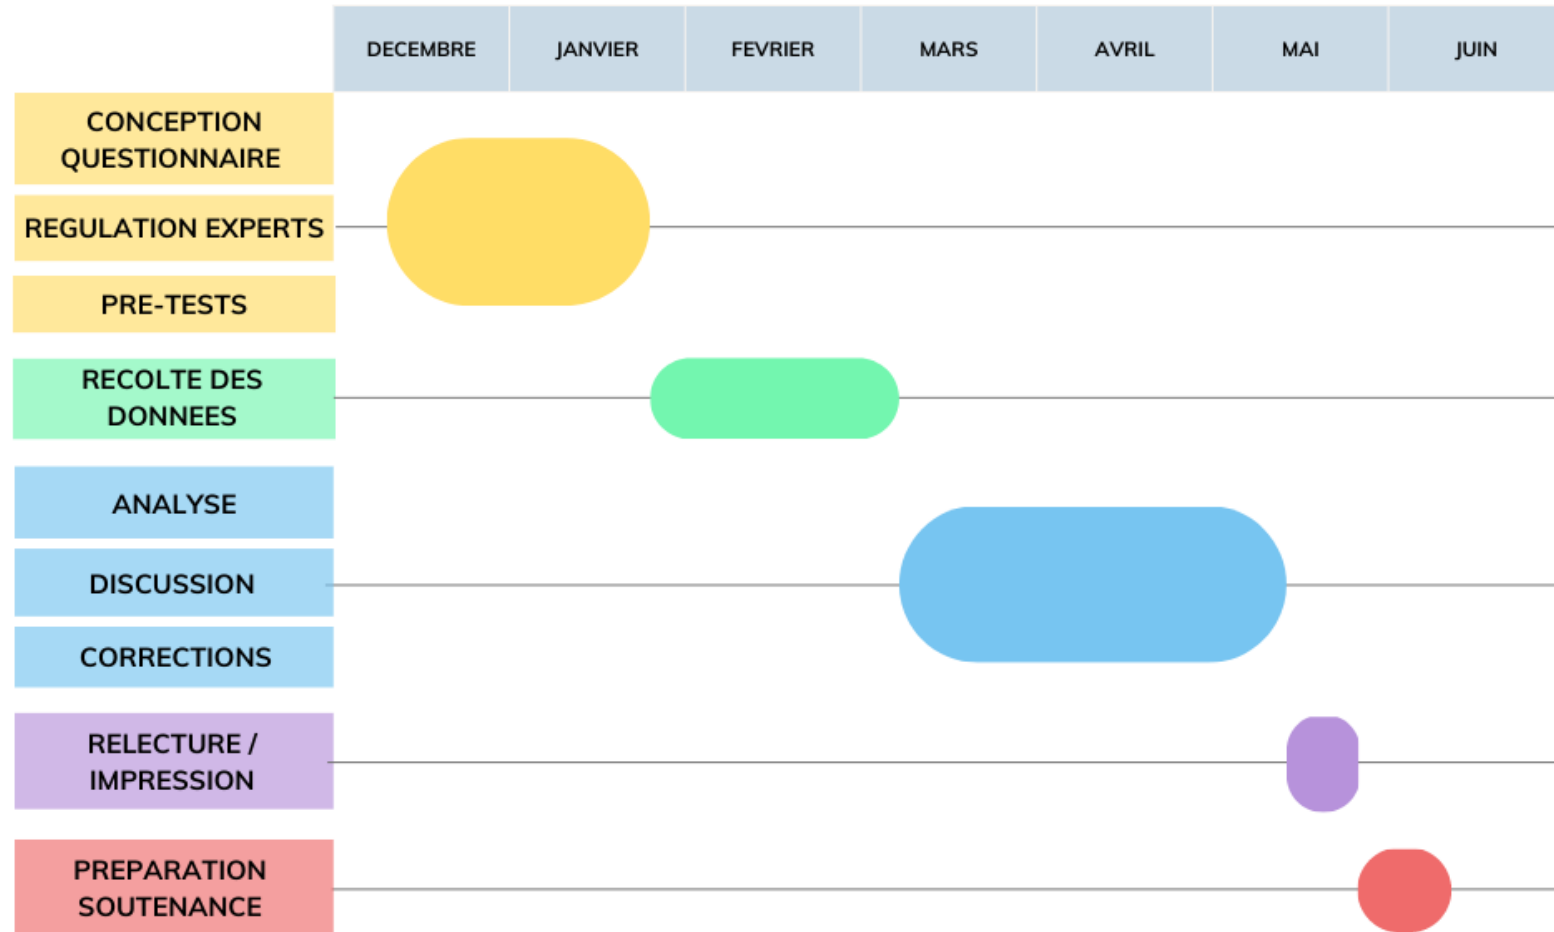 DECEMBRE JANVIER FEVRIER MARS AVRIL MAI JUIN
CONCEPTION
QUESTIONNAIRE
REGULATION EXPERTS
PRE-TESTS
RECOLTE DES
DONNEES
ANALYSE
DISCUSSION
CORRECTIONS
RELECTURE /
IMPRESSION
PREPARATION
SOUTENANCE